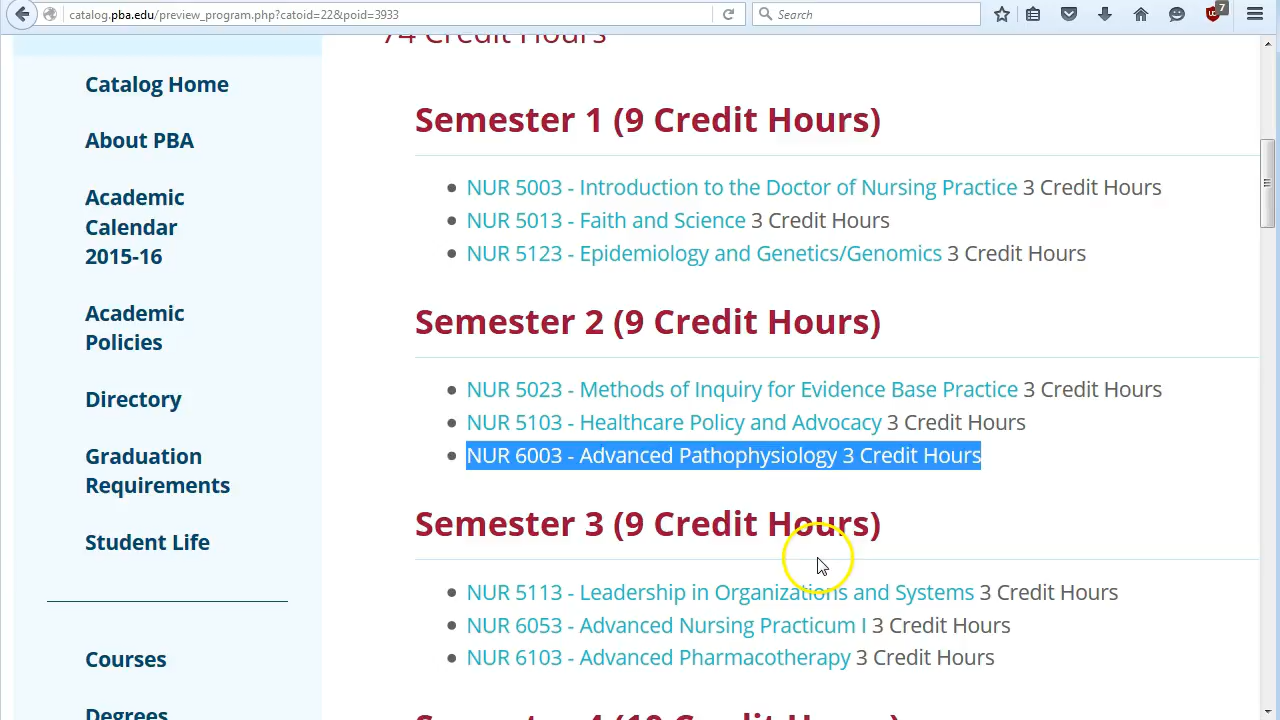 catalog.pba.edu/preview_program.php?catoid=22&poid=3933
Search
7
74 Credit Hours
Catalog Home
About PBA
Academic
Calendar
2015-16
Academic
Policies
Directory
Graduation
Requirements
Student Life
Courses
Degrees
Semester 1 (9 Credit Hours)
NUR 5003 - Introduction to the Doctor of Nursing Practice 3 Credit Hours
NUR 5013 - Faith and Science 3 Credit Hours
NUR 5123 - Epidemiology and Genetics/Genomics 3 Credit Hours
Semester 2 (9 Credit Hours)
NUR 5023 - Methods of Inquiry for Evidence Base Practice 3 Credit Hours
NUR 5103 - Healthcare Policy and Advocacy 3 Credit Hours
NUR 6003 - Advanced Pathophysiology 3 Credit Hours
Semester 3 (9 Credit Hours)
NUR 5113 - Leadership in Organizations and Systems 3 Credit Hours
NUR 6053 - Advanced Nursing Practicum I 3 Credit Hours
NUR 6103 - Advanced Pharmacotherapy 3 Credit Hours
Semester 4 (10 Credit Hours)